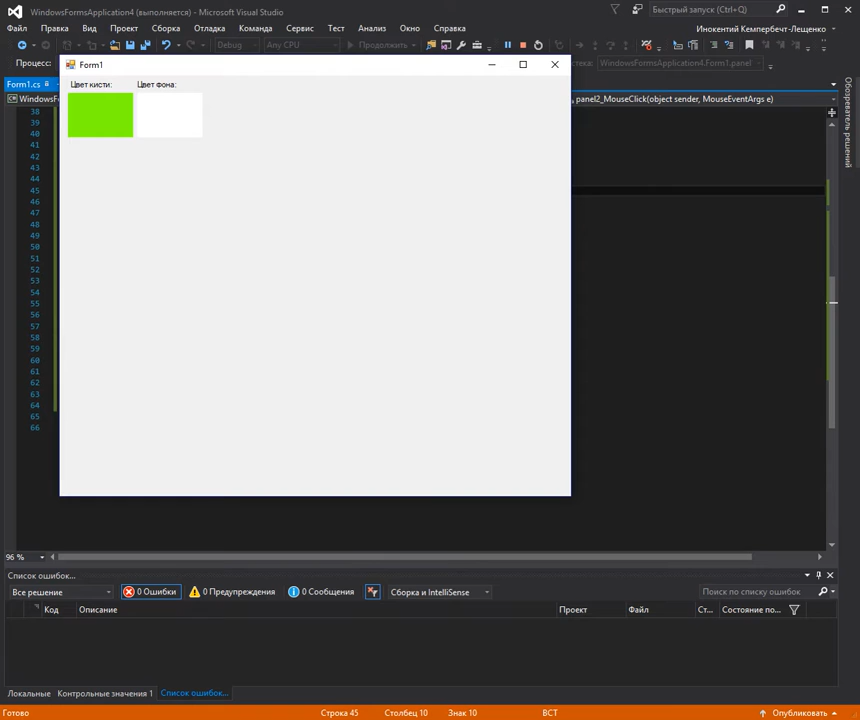 WindowsFormsApplication4 (выполняется) - Microsoft Visual Studio
Быстрый запуск (Ctrl+Q)
Файл Правка Вид Проект Сборка Отладка Команда Сервис Тест Анализ Окно Справка
Инокентий Кемпербечт-Лещенко
Debug Any CPU Продолжить
Процесс:
Form1
тека: WindowsFormsApplication4.Form1.panel
Form1.cs
Цвет кисти: Цвет фона:
WindowsFo
panel2_MouseClick(object sender, MouseEventArgs e)
Обозреватель решений
38
39
40
41
42
43
44
45
46
47
48
49
50
51
52
53
54
55
56
57
58
59
60
61
62
63
64
65
66
96 %
Список ошибок...
Все решение 0 Ошибки 0 Предупреждения 0 Сообщения Сборка и IntelliSense Поиск по списку ошибок
Код Описание Проект Файл Ст... Состояние по...
Локальные Контрольные значения 1 Список ошибок...
Готово Строка 45 Столбец 10 Знак 10 ВСТ Опубликовать